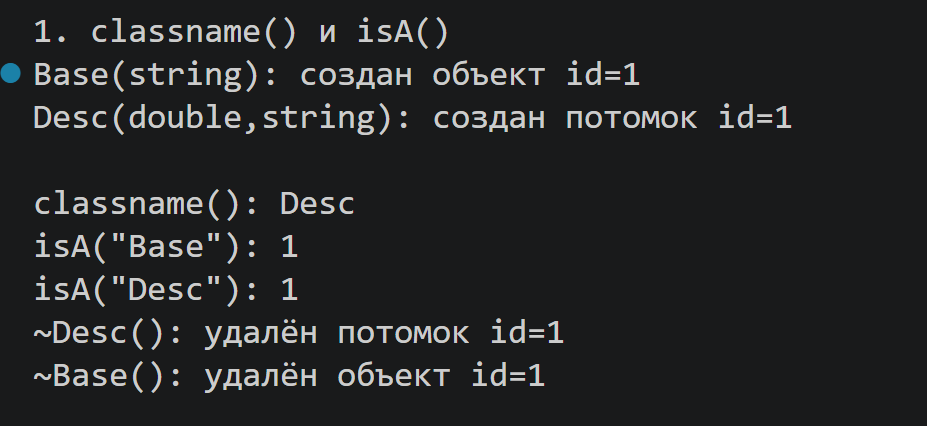 1. classname() и isA()
Base(string): создан объект id=1
Desc(double,string): создан потомок id=1
classname(): Desc
isA("Base"): 1
isA("Desc"): 1
~Desc(): удалён потомок id=1
~Base(): удалён объект id=1